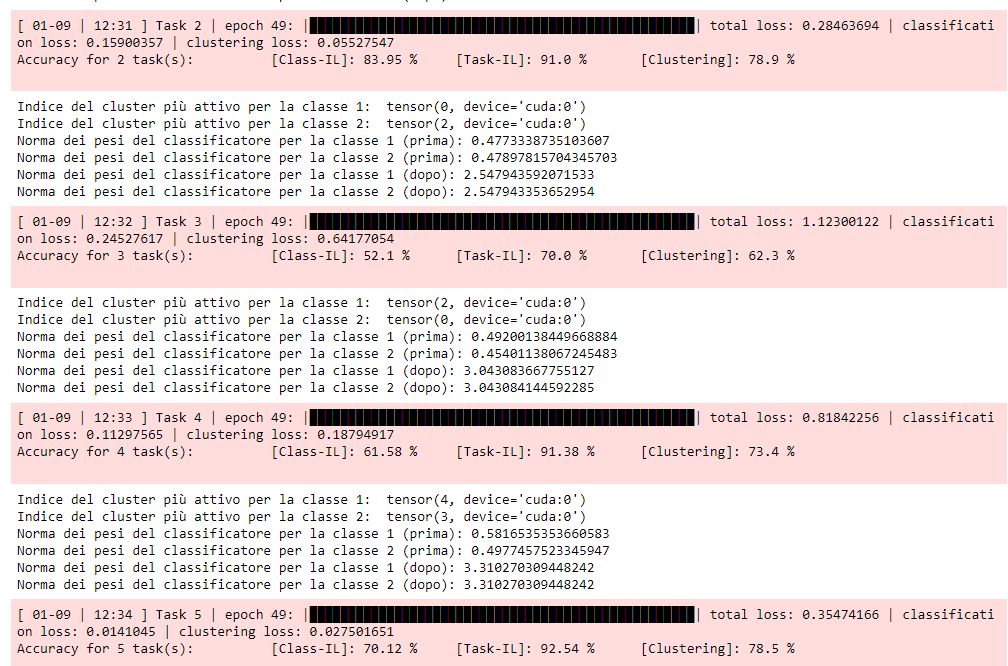 [ 01-09 | 12:31 ] Task 2 | epoch 49: || total loss: 0.28463694 | classificati
on loss: 0.15900357 | clustering loss: 0.05527547
Accuracy for 2 task(s): [Class-IL]: 83.95 % [Task-IL]: 91.0 % [Clustering]: 78.9 %
Indice del cluster più attivo per la classe 1: tensor(0, device='cuda:0')
Indice del cluster più attivo per la classe 2: tensor(2, device='cuda:0')
Norma dei pesi del classificatore per la classe 1 (prima): 0.4773338735103607
Norma dei pesi del classificatore per la classe 2 (prima): 0.47897815704345703
Norma dei pesi del classificatore per la classe 1 (dopo): 2.547943592071533
Norma dei pesi del classificatore per la classe 2 (dopo): 2.547943353652954
[ 01-09 | 12:32 ] Task 3 | epoch 49: || total loss: 1.12300122 | classificati
on loss: 0.24527617 | clustering loss: 0.64177054
Accuracy for 3 task(s): [Class-IL]: 52.1 % [Task-IL]: 70.0 % [Clustering]: 62.3 %
Indice del cluster più attivo per la classe 1: tensor(2, device='cuda:0')
Indice del cluster più attivo per la classe 2: tensor(0, device='cuda:0')
Norma dei pesi del classificatore per la classe 1 (prima): 0.49200138449668884
Norma dei pesi del classificatore per la classe 2 (prima): 0.45401138067245483
Norma dei pesi del classificatore per la classe 1 (dopo): 3.043083667755127
Norma dei pesi del classificatore per la classe 2 (dopo): 3.043084144592285
[ 01-09 | 12:33 ] Task 4 | epoch 49: || total loss: 0.81842256 | classificati
on loss: 0.11297565 | clustering loss: 0.18794917
Accuracy for 4 task(s): [Class-IL]: 61.58 % [Task-IL]: 91.38 % [Clustering]: 73.4 %
Indice del cluster più attivo per la classe 1: tensor(4, device='cuda:0')
Indice del cluster più attivo per la classe 2: tensor(3, device='cuda:0')
Norma dei pesi del classificatore per la classe 1 (prima): 0.5816535353660583
Norma dei pesi del classificatore per la classe 2 (prima): 0.4977457523345947
Norma dei pesi del classificatore per la classe 1 (dopo): 3.310270309448242
Norma dei pesi del classificatore per la classe 2 (dopo): 3.310270309448242
[ 01-09 | 12:34 ] Task 5 | epoch 49: || total loss: 0.35474166 | classificati
on loss: 0.0141045 | clustering loss: 0.027501651
Accuracy for 5 task(s): [Class-IL]: 70.12 % [Task-IL]: 92.54 % [Clustering]: 78.5 %